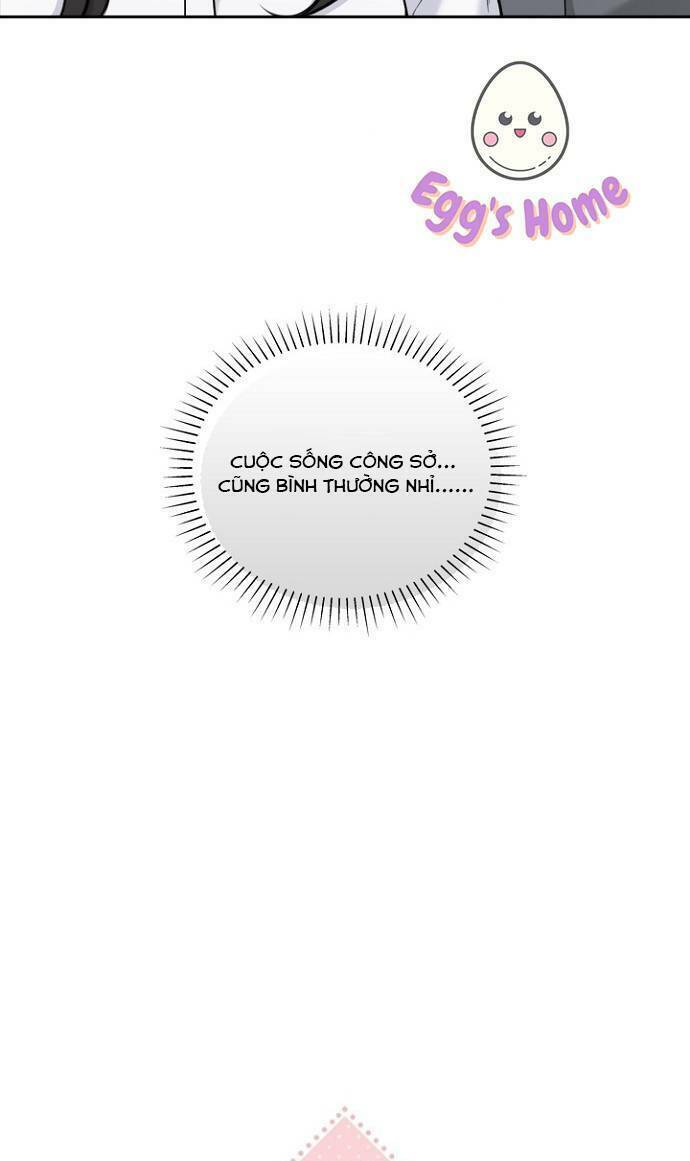 Egg's Home
CUỘC SỐNG CÔNG SỞ...
CŨNG BÌNH THƯỜNG NHỈ......